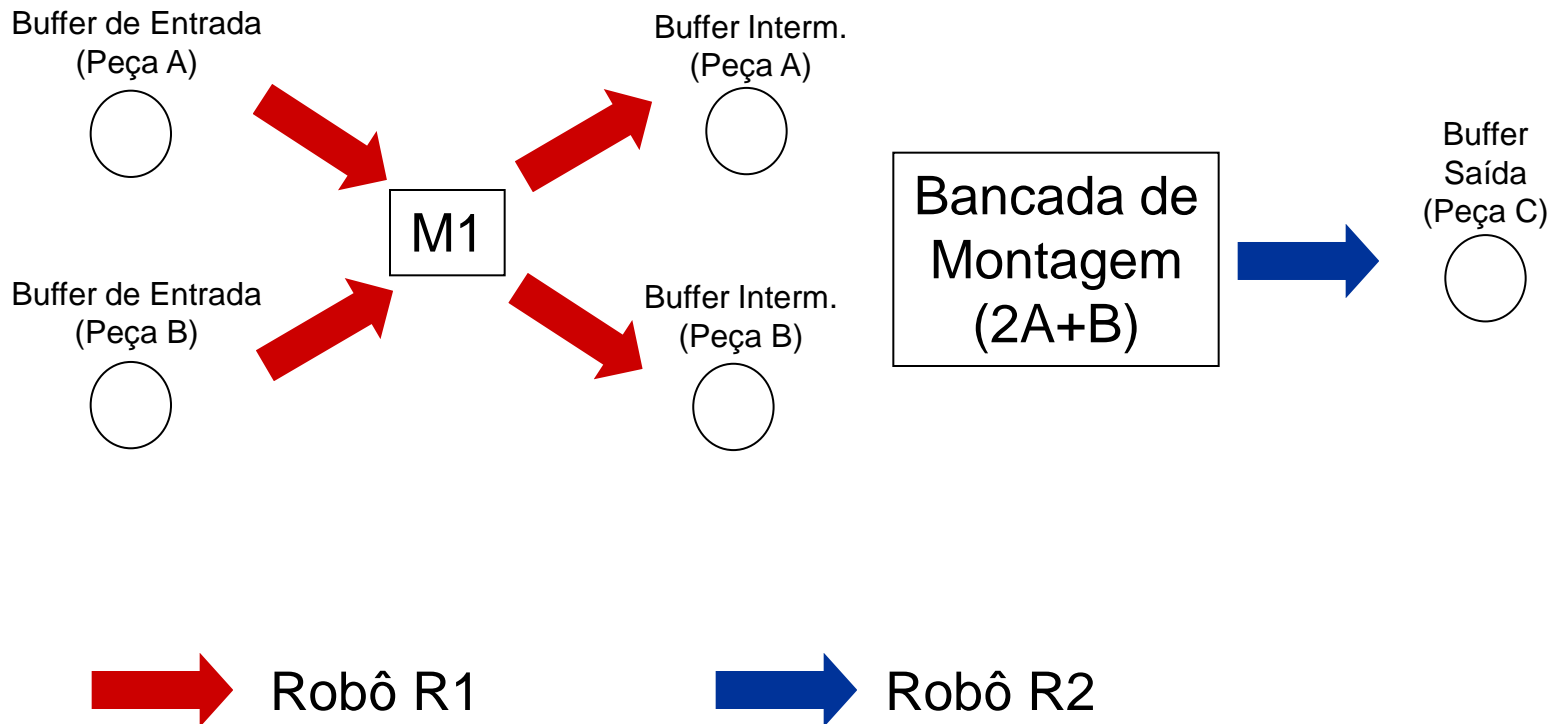 Buffer de Entrada
(Peça A)
Buffer Interm.
(Peça A)
M1
Buffer de Entrada
(Peça B)
Buffer Interm.
(Peça B)
Bancada de
Montagem
(2A+B)
Buffer
Saída
(Peça C)
Robô R1
Robô R2